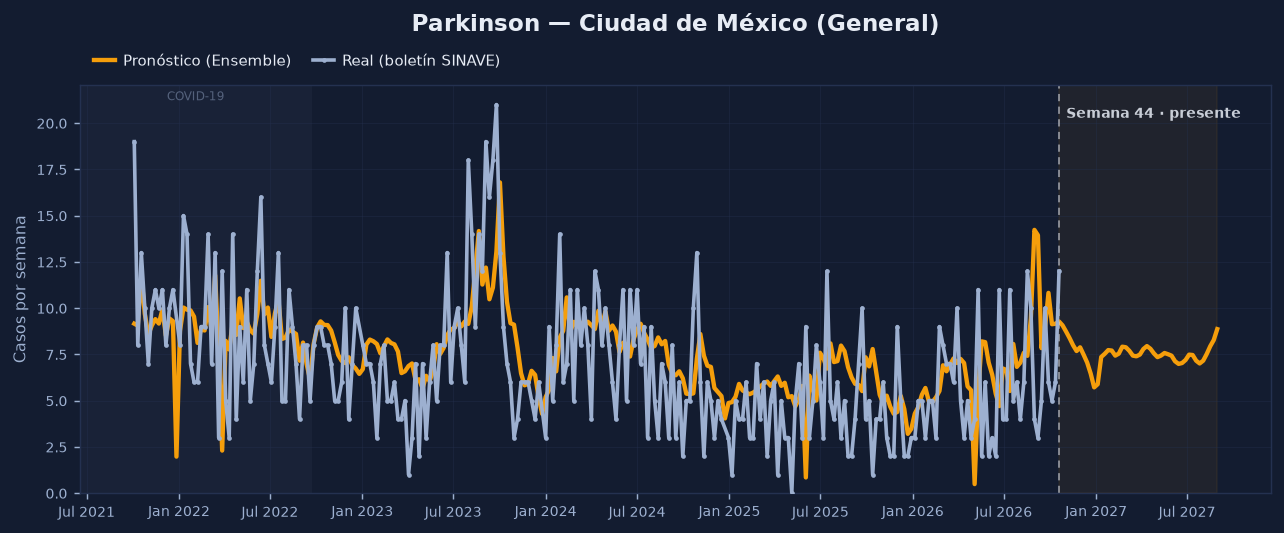 Parkinson — Ciudad de México (General)
Pronóstico (Ensemble) Real (boletín SINAVE)
COVID-19
Semana 44 · presente
Casos por semana
20.0
17.5
15.0
12.5
10.0
7.5
5.0
2.5
0.0
Jul 2021 Jan 2022 Jul 2022 Jan 2023 Jul 2023 Jan 2024 Jul 2024 Jan 2025 Jul 2025 Jan 2026 Jul 2026 Jan 2027 Jul 2027